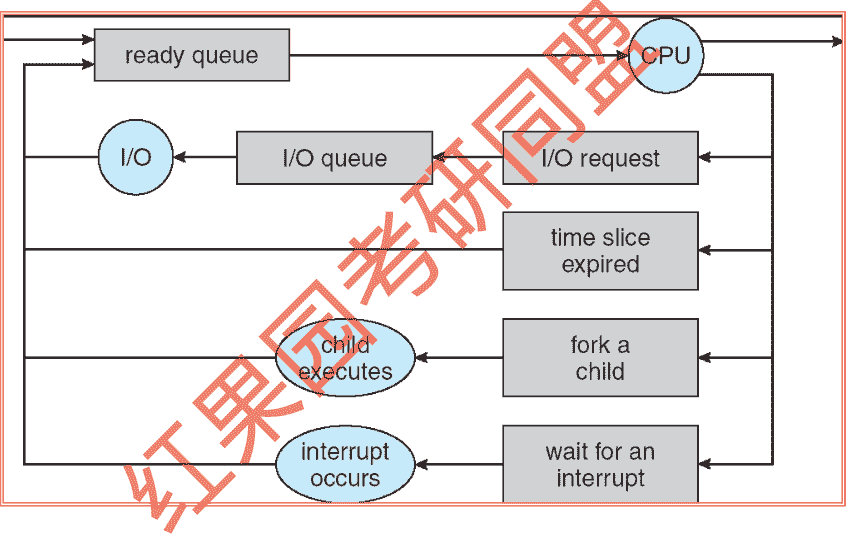 ready queue
CPU
I/O
I/O queue
I/O request
time slice
expired
child
executes
fork a
child
interrupt
occurs
wait for an
interrupt
红果园考研同盟